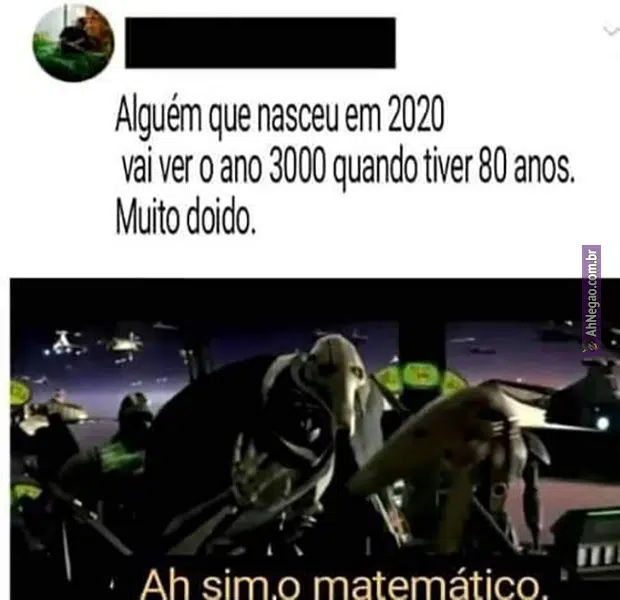 Alguém que nasceu em 2020
vai ver o ano 3000 quando tiver 80 anos.
Muito doido.
AhNegao.com.br
Ah sim,o matemático.